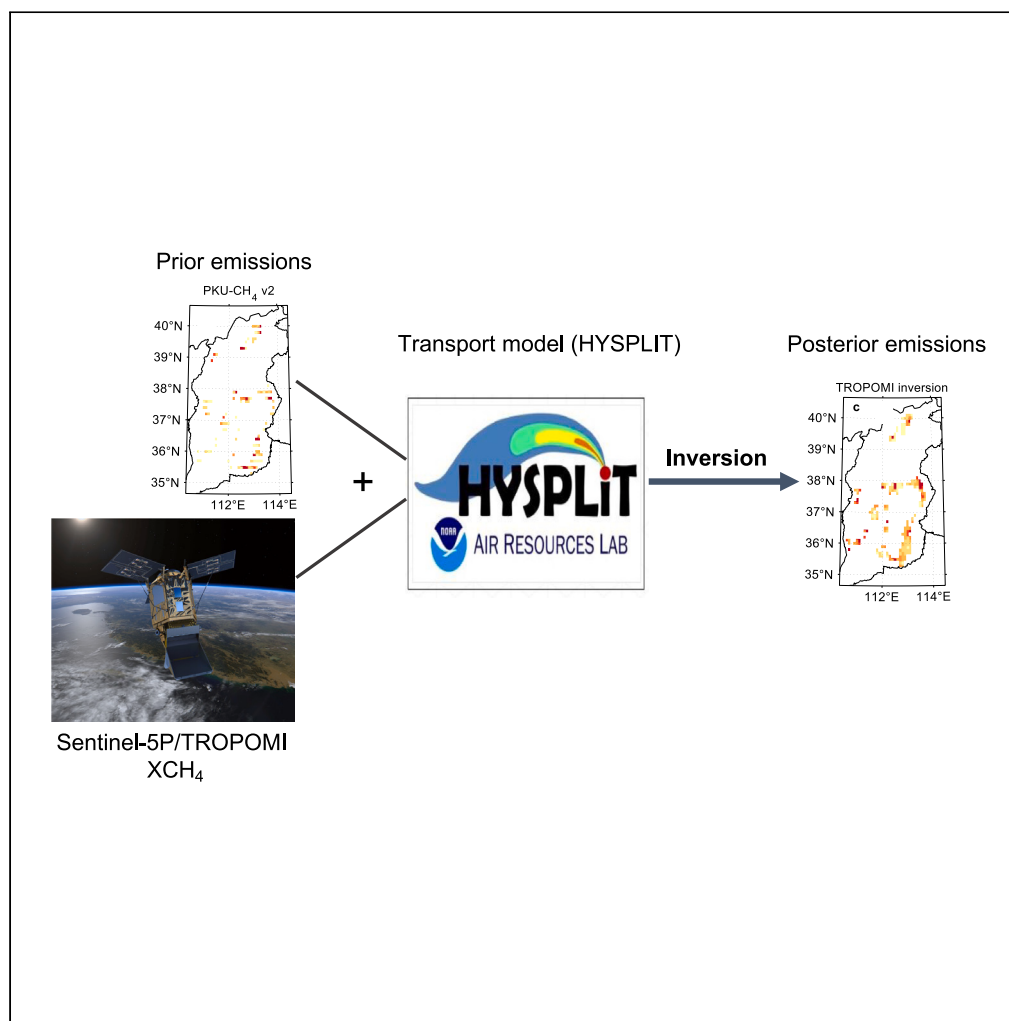 Prior emissions
PKU-CH₄ v2
40°N
39°N
38°N
37°N
36°N
35°N
112°E 114°E
+
Sentinel-5P/TROPOMI
XCH₄
Transport model (HYSPLIT)
HYSPLiT
NOAA
AIR RESOURCES LAB
Inversion
Posterior emissions
TROPOMI inversion
c
40°N
39°N
38°N
37°N
36°N
35°N
112°E 114°E